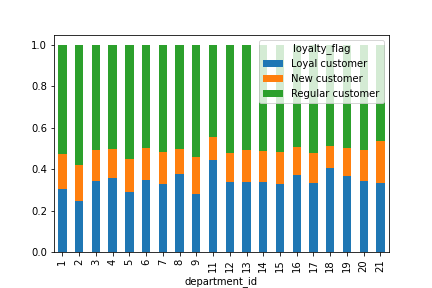 loyalty_flag
Loyal customer
New customer
Regular customer
1.0
0.8
0.6
0.4
0.2
0.0
1 2 3 4 5 6 7 8 9 11 12 13 14 15 16 17 18 19 20 21
department_id